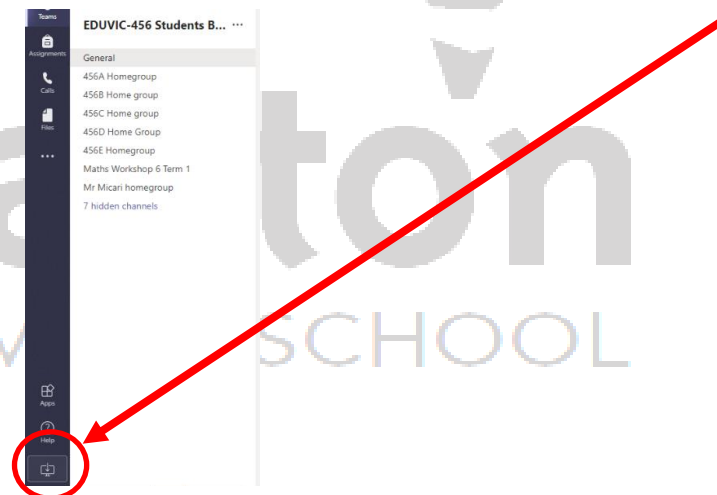 Teams
EDUVIC-456 Students B... ...
Assignments
General
456A Homegroup
Calls
456B Home group
456C Home group
Files
456D Home Group
456E Homegroup
...
Maths Workshop 6 Term 1
Mr Micari homegroup
7 hidden channels
ton
SCHOOL
Apps
Help